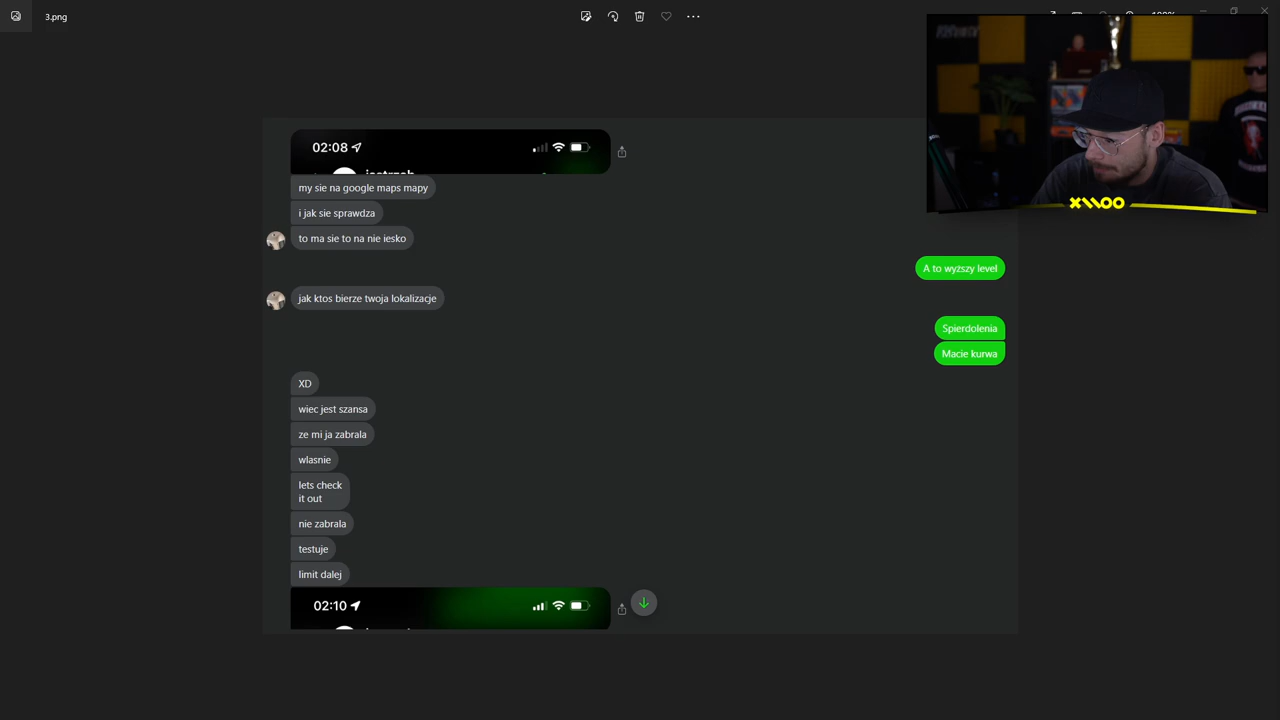 3.png
02:08
my sie na google maps mapy
i jak sie sprawdza
to ma sie to na nie iesko
A to wyższy level
jak ktos bierze twoja lokalizacje
Spierdolenia
Macie kurwa
XD
wiec jest szansa
ze mi ja zabrala
wlasnie
lets check
it out
nie zabrala
testuje
limit dalej
02:10